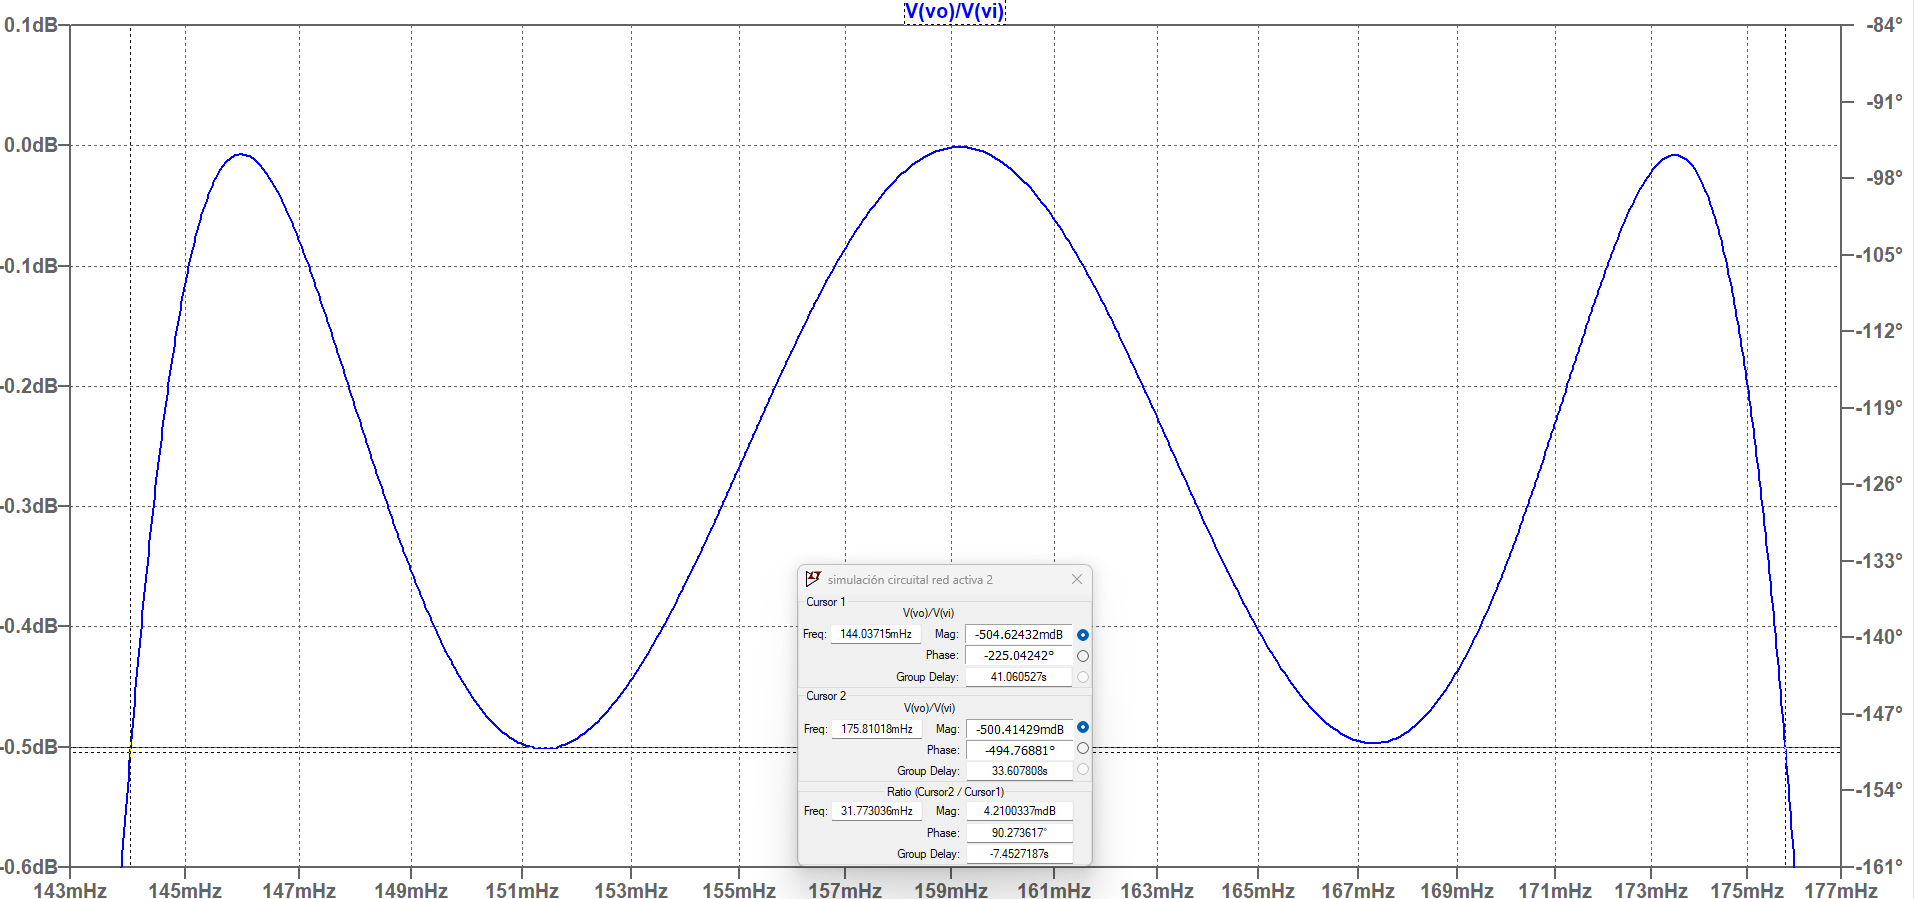 V(vo)/V(vi)
0.1dB
0.0dB
-0.1dB
-0.2dB
-0.3dB
-0.4dB
-0.5dB
-0.6dB
-84°
-91°
-98°
-105°
-112°
-119°
-126°
-133°
-140°
-147°
-154°
-161°
simulación circuital red activa 2
Cursor 1
V(vo)/V(vi)
Freq: 144.03715mHz Mag: -504.62432mdB
Phase: -225.04242°
Group Delay: 41.060527s
Cursor 2
V(vo)/V(vi)
Freq: 175.81018mHz Mag: -500.41429mdB
Phase: -494.76881°
Group Delay: 33.607808s
Ratio (Cursor2 / Cursor1)
Freq: 31.773036mHz Mag: 4.2100337mdB
Phase: 90.273617°
Group Delay: -7.4527187s
143mHz 145mHz 147mHz 149mHz 151mHz 153mHz 155mHz 157mHz 159mHz 161mHz 163mHz 165mHz 167mHz 169mHz 171mHz 173mHz 175mHz 177mHz